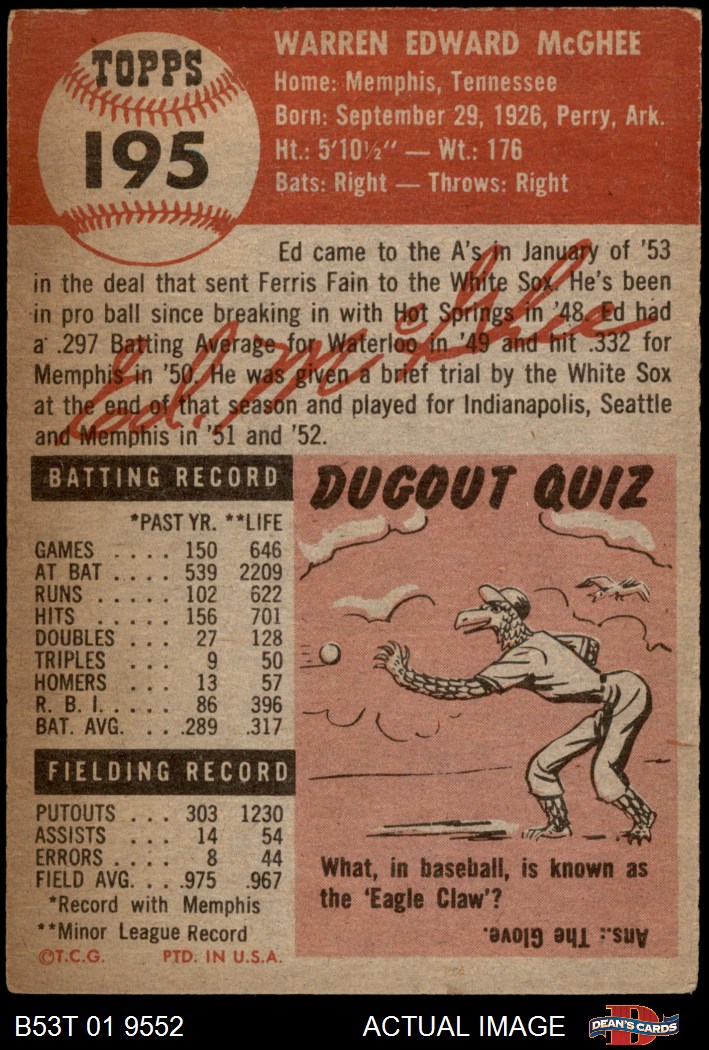 TOPPS
195
WARREN EDWARD McGHEE
Home: Memphis, Tennessee
Born: September 29, 1926, Perry, Ark.
Ht.: 5'10½" — Wt.: 176
Bats: Right — Throws: Right
Ed came to the A's in January of '53
in the deal that sent Ferris Fain to the White Sox. He's been
in pro ball since breaking in with Hot Springs in '48. Ed had
a .297 Batting Average for Waterloo in '49 and hit .332 for
Memphis in '50. He was given a brief trial by the White Sox
at the end of that season and played for Indianapolis, Seattle
and Memphis in '51 and '52.
Ed. McGhee
BATTING RECORD
*PAST YR. **LIFE
GAMES .... 150 646
AT BAT .... 539 2209
RUNS ..... 102 622
HITS ..... 156 701
DOUBLES .. 27 128
TRIPLES ... 9 50
HOMERS ... 13 57
R. B. I. .... 86 396
BAT. AVG. .. .289 .317
FIELDING RECORD
PUTOUTS ... 303 1230
ASSISTS ... 14 54
ERRORS .... 8 44
FIELD AVG. .. .975 .967
*Record with Memphis
**Minor League Record
©T.C.G. PTD. IN U.S.A.
DUGOUT QUIZ
What, in baseball, is known as
the 'Eagle Claw'?
Ans.: The Glove.
B53T 01 9552
ACTUAL IMAGE
D
DEAN'S CARDS